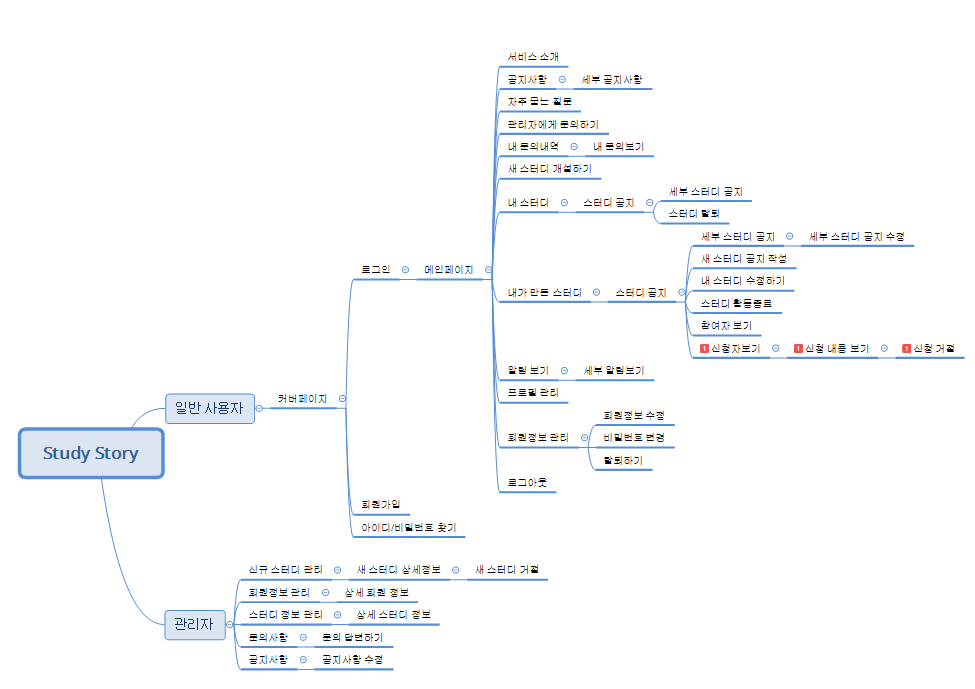 서비스 소개
공지사항 세부 공지사항
자주 묻는 질문
관리자에게 문의하기
내 문의내역 내 문의보기
새 스터디 개설하기
내 스터디 스터디 공지
세부 스터디 공지
스터디 탈퇴
내가 만든 스터디 스터디 공지
세부 스터디 공지 세부 스터디 공지 수정
새 스터디 공지 작성
내 스터디 수정하기
스터디 활동종료
참여자 보기
신청자보기 신청 내용 보기 신청 거절
로그인 메인페이지
알림 보기 세부 알림보기
프로필 관리
회원정보 관리
회원정보 수정
비밀번호 변경
탈퇴하기
로그아웃
일반 사용자 커버페이지
회원가입
아이디/비밀번호 찾기
Study Story
관리자
신규 스터디 관리 새 스터디 상세정보 새 스터디 거절
회원정보 관리 상세 회원 정보
스터디 정보 관리 상세 스터디 정보
문의사항 문의 답변하기
공지사항 공지사항 수정